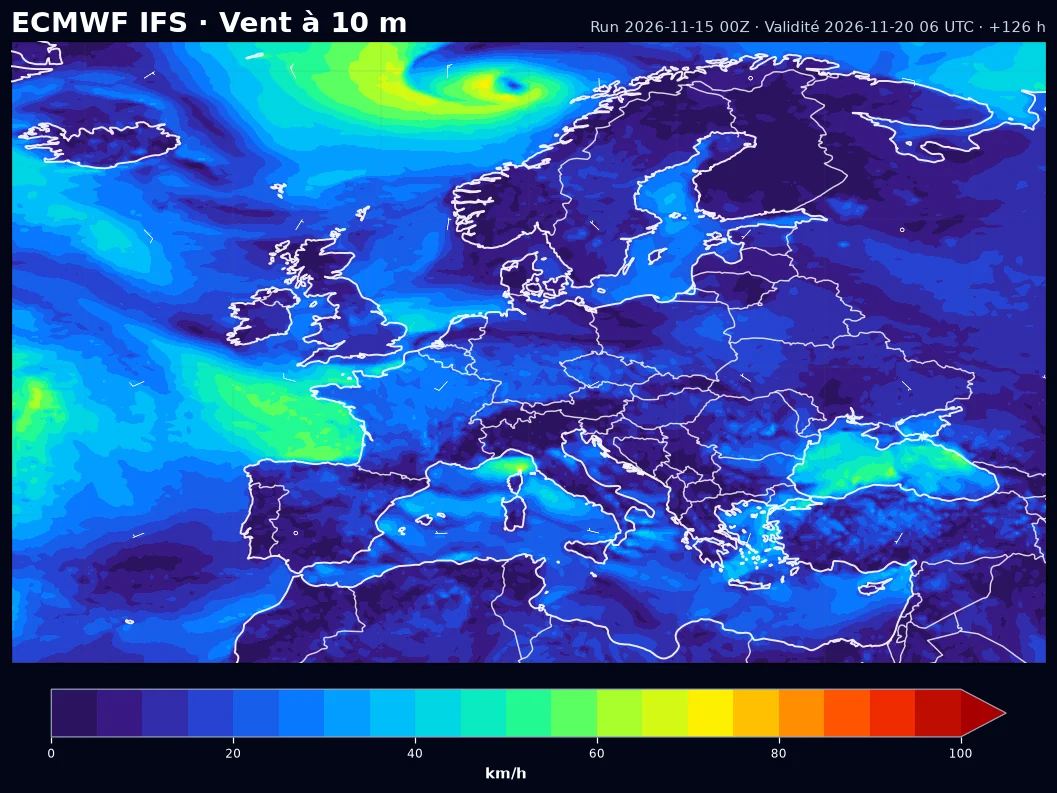 ECMWF IFS · Vent à 10 m
Run 2026-11-15 00Z · Validité 2026-11-20 06 UTC · +126 h
0 20 40 60 80 100
km/h